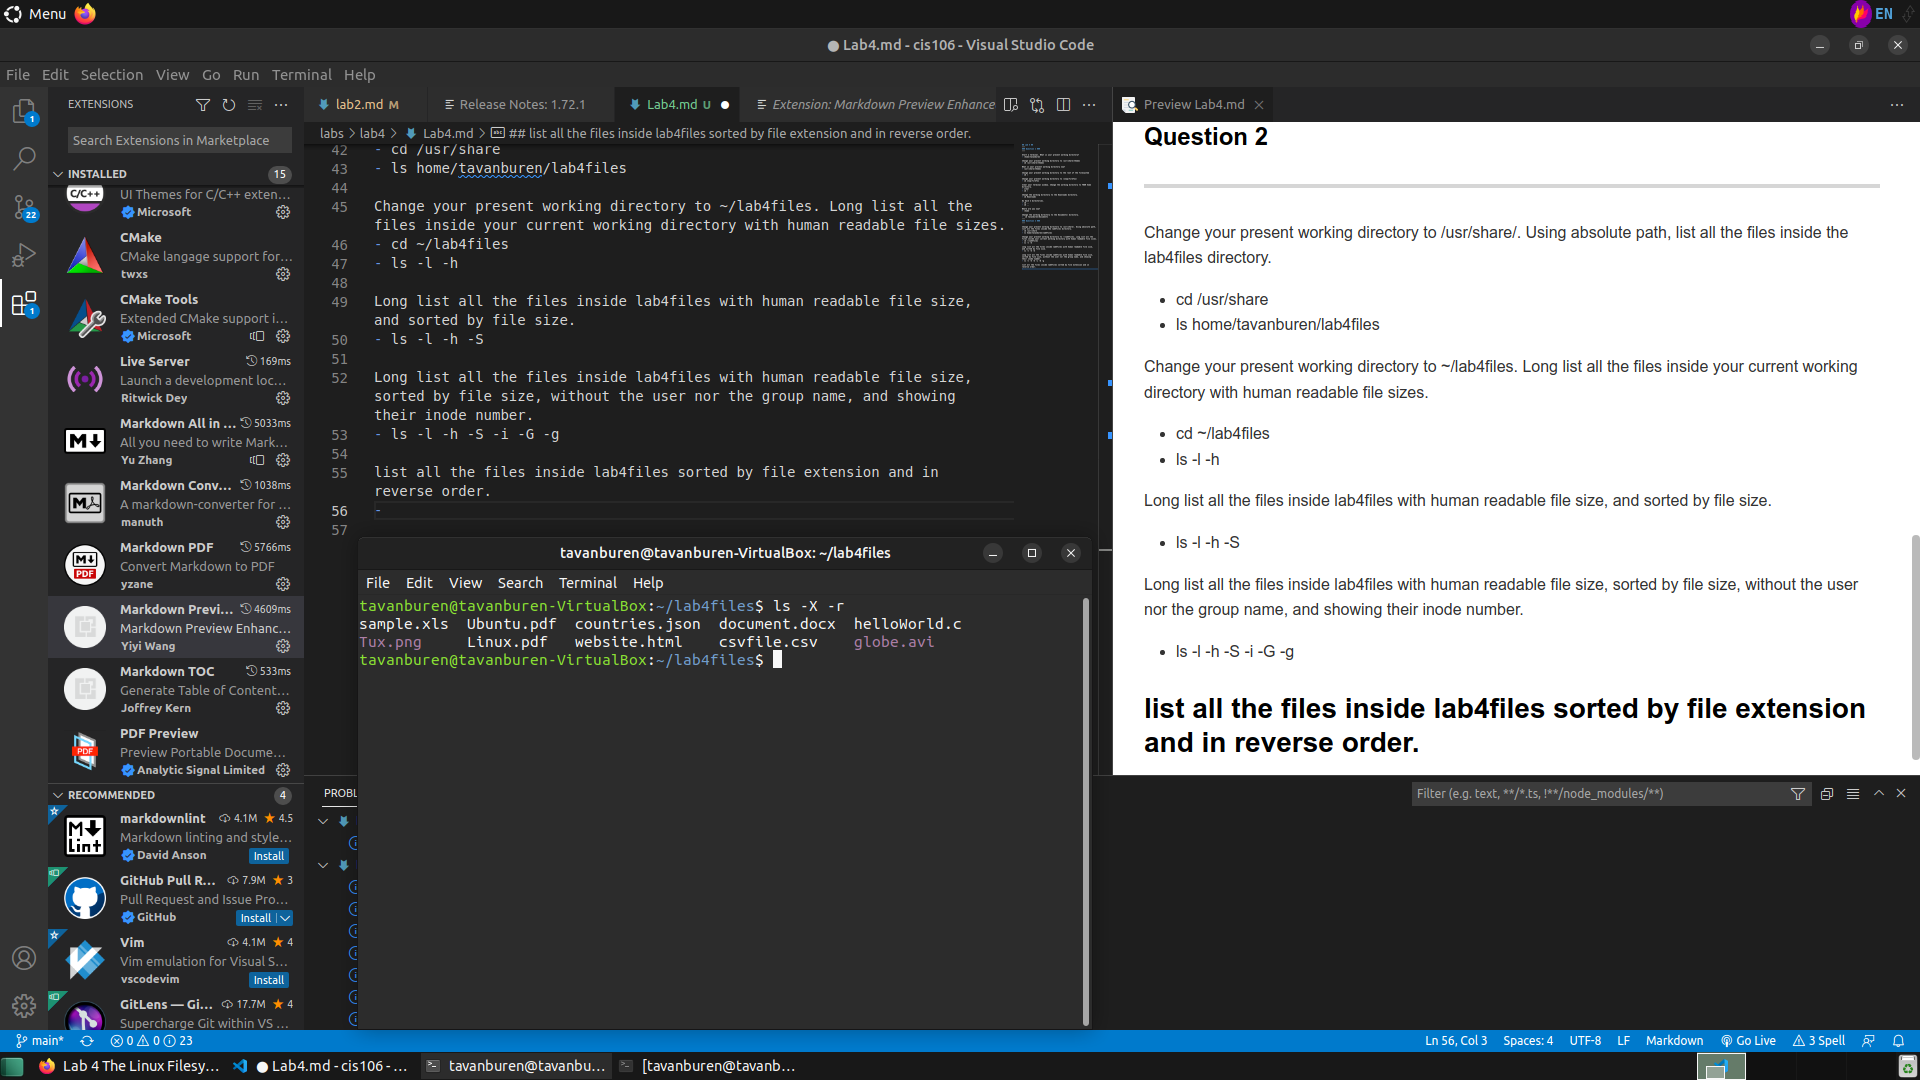 Menu
EN
● Lab4.md - cis106 - Visual Studio Code
File Edit Selection View Go Run Terminal Help
EXTENSIONS
Search Extensions in Marketplace
INSTALLED 15
C/C++
UI Themes for C/C++ exten...
Microsoft
CMake
CMake langage support for...
twxs
CMake Tools
Extended CMake support i...
Microsoft
Live Server 169ms
Launch a development loc...
Ritwick Dey
Markdown All in ... 5033ms
All you need to write Mark...
Yu Zhang
Markdown Conv... 1038ms
A markdown-converter for ...
manuth
Markdown PDF 5766ms
Convert Markdown to PDF
yzane
Markdown Previ... 4609ms
Markdown Preview Enhanc...
Yiyi Wang
Markdown TOC 533ms
Generate Table of Content...
Joffrey Kern
PDF Preview
Preview Portable Docume...
Analytic Signal Limited
RECOMMENDED 4
markdownlint 4.1M 4.5
Markdown linting and style...
David Anson Install
GitHub Pull R... 7.9M 3
Pull Request and Issue Pro...
GitHub Install
Vim 4.1M 4
Vim emulation for Visual S...
vscodevim Install
GitLens — Gi... 17.7M 4
Supercharge Git within VS ...
lab2.md M
Release Notes: 1.72.1
Lab4.md U
Extension: Markdown Preview Enhance
labs > lab4 > Lab4.md > ## list all the files inside lab4files sorted by file extension and in reverse order.
42 - cd /usr/share
43 - ls home/tavanburen/lab4files
44
45 Change your present working directory to ~/lab4files. Long list all the
files inside your current working directory with human readable file sizes.
46 - cd ~/lab4files
47 - ls -l -h
48
49 Long list all the files inside lab4files with human readable file size,
and sorted by file size.
50 - ls -l -h -S
51
52 Long list all the files inside lab4files with human readable file size,
sorted by file size, without the user nor the group name, and showing
their inode number.
53 - ls -l -h -S -i -G -g
54
55 list all the files inside lab4files sorted by file extension and in
reverse order.
56 -
57
Preview Lab4.md
Question 2
Change your present working directory to /usr/share/. Using absolute path, list all the files inside the
lab4files directory.
• cd /usr/share
• ls home/tavanburen/lab4files
Change your present working directory to ~/lab4files. Long list all the files inside your current working
directory with human readable file sizes.
• cd ~/lab4files
• ls -l -h
Long list all the files inside lab4files with human readable file size, and sorted by file size.
• ls -l -h -S
Long list all the files inside lab4files with human readable file size, sorted by file size, without the user
nor the group name, and showing their inode number.
• ls -l -h -S -i -G -g
list all the files inside lab4files sorted by file extension
and in reverse order.
PROBL
Filter (e.g. text, **/*.ts, !**/node_modules/**)
tavanburen@tavanburen-VirtualBox: ~/lab4files
File Edit View Search Terminal Help
tavanburen@tavanburen-VirtualBox:~/lab4files$ ls -X -r
sample.xls Ubuntu.pdf countries.json document.docx helloWorld.c
Tux.png Linux.pdf website.html csvfile.csv globe.avi
tavanburen@tavanburen-VirtualBox:~/lab4files$
main* 0 0 23
Ln 56, Col 3 Spaces: 4 UTF-8 LF Markdown Go Live 3 Spell
Lab 4 The Linux Filesy...
● Lab4.md - cis106 - ...
tavanburen@tavanbu...
[tavanburen@tavanb...